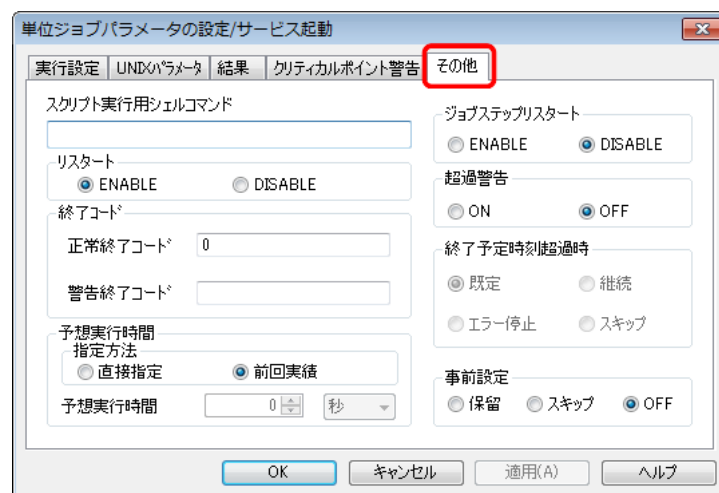 単位ジョブパラメータの設定/サービス起動
実行設定 UNIXパラメータ 結果 クリティカルポイント警告 その他
スクリプト実行用シェルコマンド
リスタート
ENABLE DISABLE
終了コード
正常終了コード 0
警告終了コード
予想実行時間
指定方法
直接指定 前回実績
予想実行時間 0 秒
ジョブステップリスタート
ENABLE DISABLE
超過警告
ON OFF
終了予定時刻超過時
既定 継続
エラー停止 スキップ
事前設定
保留 スキップ OFF
OK キャンセル 適用(A) ヘルプ